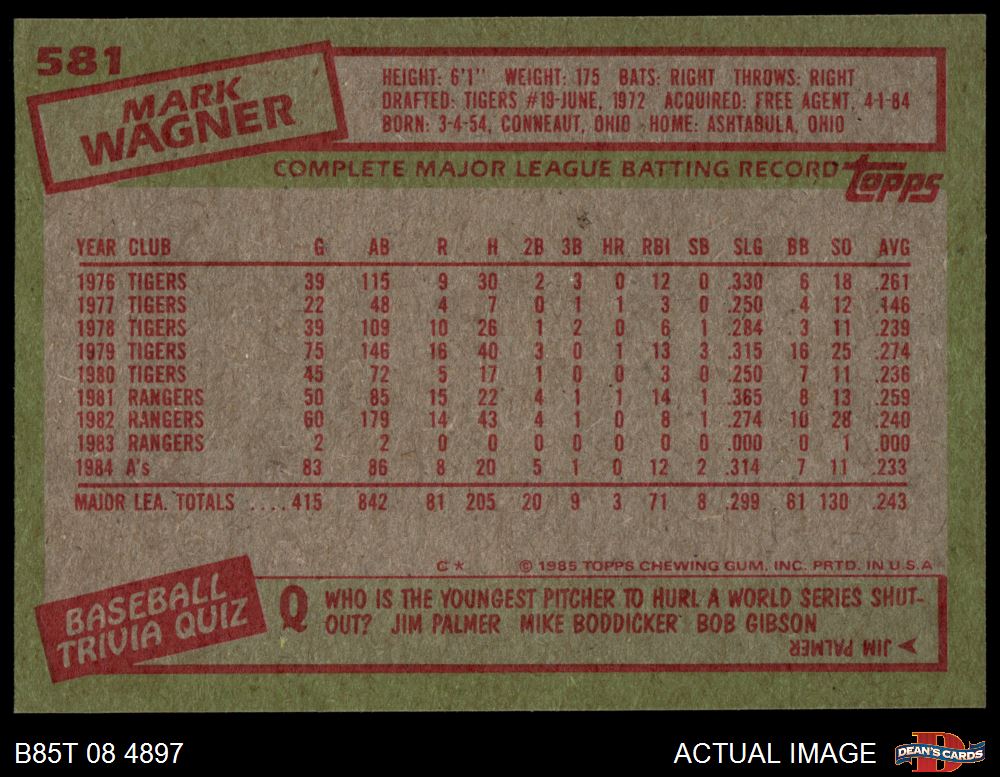 581
MARK
WAGNER
HEIGHT: 6'1" WEIGHT: 175 BATS: RIGHT THROWS: RIGHT
DRAFTED: TIGERS #19-JUNE, 1972 ACQUIRED: FREE AGENT, 4-1-84
BORN: 3-4-54, CONNEAUT, OHIO HOME: ASHTABULA, OHIO
COMPLETE MAJOR LEAGUE BATTING RECORD topps
YEAR CLUB G AB R H 2B 3B HR RBI SB SLG BB SO AVG
1976 TIGERS 39 115 9 30 2 3 0 12 0 .330 6 18 .261
1977 TIGERS 22 48 4 7 0 1 1 3 0 .250 4 12 .146
1978 TIGERS 39 109 10 26 1 2 0 6 1 .284 3 11 .239
1979 TIGERS 75 146 16 40 3 0 1 13 3 .315 16 25 .274
1980 TIGERS 45 72 5 17 1 0 0 3 0 .250 7 11 .236
1981 RANGERS 50 85 15 22 4 1 1 14 1 .365 8 13 .259
1982 RANGERS 60 179 14 43 4 1 0 8 1 .274 10 28 .240
1983 RANGERS 2 2 0 0 0 0 0 0 0 .000 0 1 .000
1984 A's 83 86 8 20 5 1 0 12 2 .314 7 11 .233
MAJOR LEA. TOTALS .... 415 842 81 205 20 9 3 71 8 .299 61 130 .243
C* © 1985 TOPPS CHEWING GUM, INC. PRTD. IN U.S.A
BASEBALL
TRIVIA QUIZ
Q WHO IS THE YOUNGEST PITCHER TO HURL A WORLD SERIES SHUT-
OUT? JIM PALMER MIKE BODDICKER BOB GIBSON
JIM PALMER
B85T 08 4897
ACTUAL IMAGE
DEAN'S CARDS